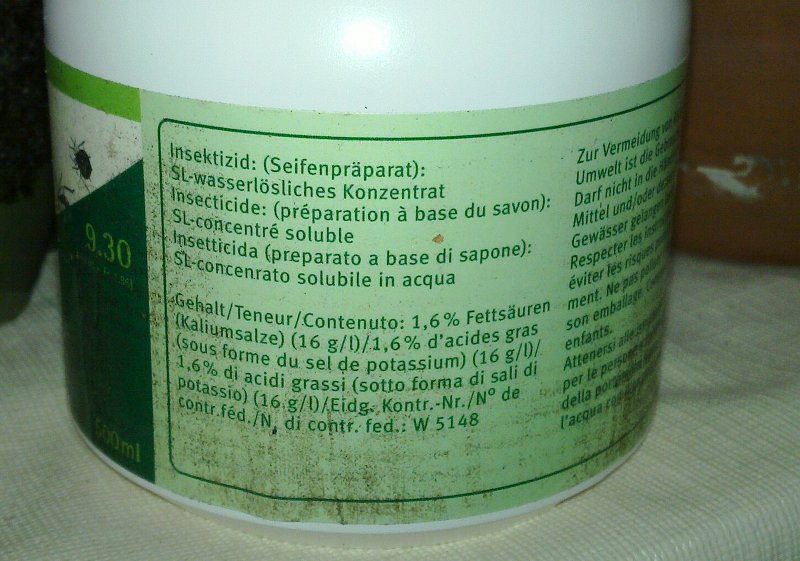 9.30
500ml
Insektizid: (Seifenpräparat):
SL-wasserlösliches Konzentrat
Insecticide: (préparation à base du savon):
SL-concentré soluble
Insetticida (preparato a base di sapone):
SL-concenrato solubile in acqua
Gehalt/Teneur/Contenuto: 1,6% Fettsäuren
(Kaliumsalze) (16 g/l)/1,6% d'acides gras
(sous forme du sel de potassium) (16 g/l)/
1,6% di acidi grassi (sotto forma di sali di
potassio) (16 g/l)/Eidg. Kontr.-Nr./N° de
contr.féd./N. di contr. fed.: W 5148
Zur Vermeidung von
Umwelt ist die
Darf nicht in die
Mittel und/oder
Gewässer gelangen
Respecter les
éviter les risques
ment. Ne pas
son emballage.
enfants.
Attenersi alle
per le
della
l'acqua